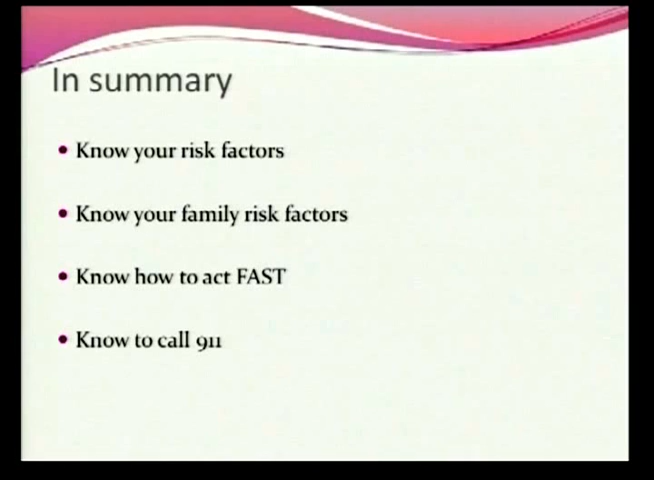 In summary
• Know your risk factors
• Know your family risk factors
• Know how to act FAST
• Know to call 911